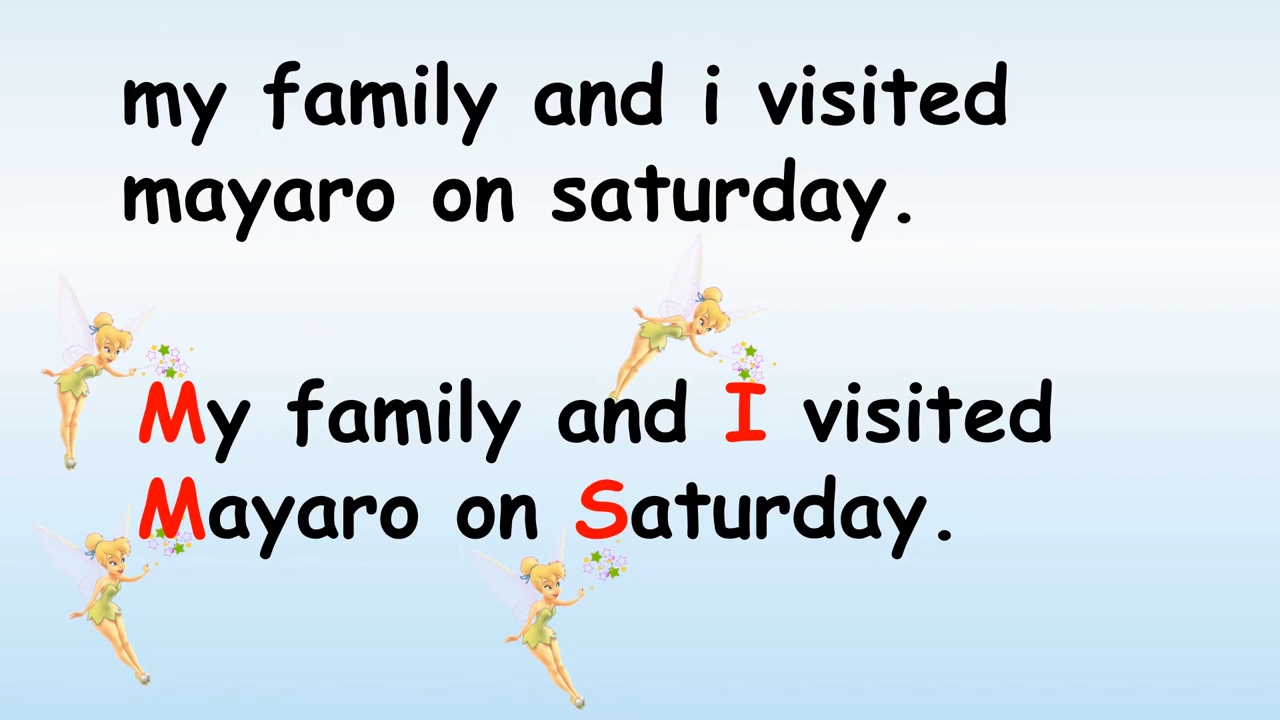 my family and i visited
mayaro on saturday.
My family and I visited
Mayaro on Saturday.